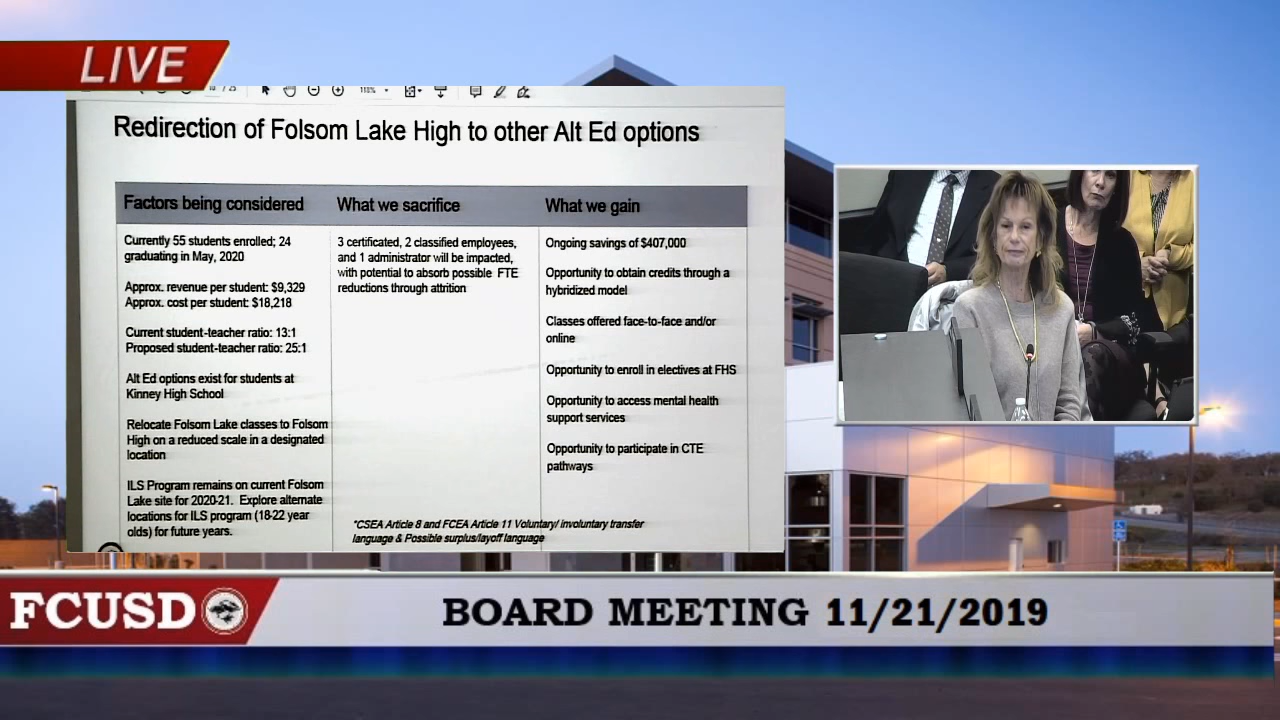 LIVE
110%
Redirection of Folsom Lake High to other Alt Ed options
Factors being considered
What we sacrifice
What we gain
Currently 55 students enrolled; 24
graduating in May, 2020
Approx. revenue per student: $9,329
Approx. cost per student: $18,218
Current student-teacher ratio: 13:1
Proposed student-teacher ratio: 25:1
Alt Ed options exist for students at
Kinney High School
Relocate Folsom Lake classes to Folsom
High on a reduced scale in a designated
location
ILS Program remains on current Folsom
Lake site for 2020-21. Explore alternate
locations for ILS program (18-22 year
olds) for future years.
3 certificated, 2 classified employees,
and 1 administrator will be impacted,
with potential to absorb possible FTE
reductions through attrition
Ongoing savings of $407,000
Opportunity to obtain credits through a
hybridized model
Classes offered face-to-face and/or
online
Opportunity to enroll in electives at FHS
Opportunity to access mental health
support services
Opportunity to participate in CTE
pathways
*CSEA Article 8 and FCEA Article 11 Voluntary/ involuntary transfer
language & Possible surplus/layoff language
FCUSD
BOARD MEETING 11/21/2019